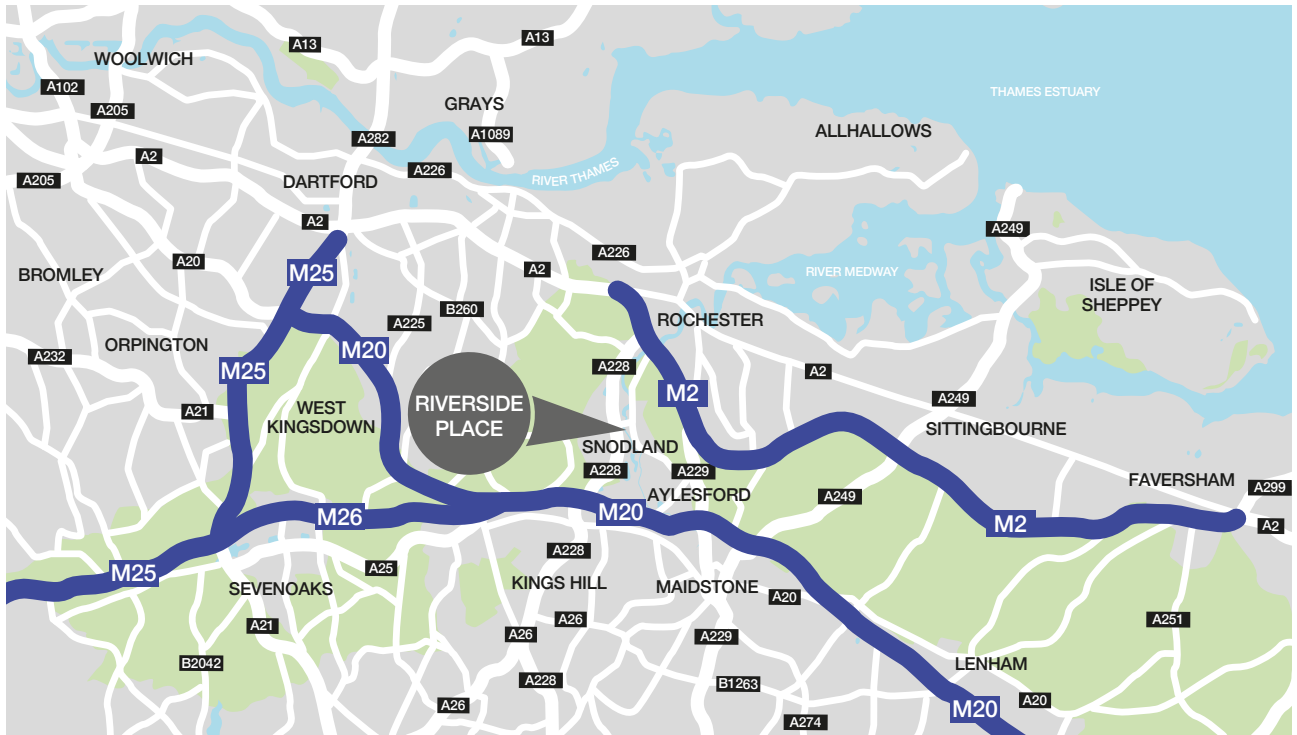 A13
A13
WOOLWICH
A102
THAMES ESTUARY
GRAYS
A205
A1089
ALLHALLOWS
A282
A2
A226
RIVER THAMES
A205
DARTFORD
A2
A249
A226
A20
M25
BROMLEY
A2
RIVER MEDWAY
ISLE OF
SHEPPEY
B260
A225
ROCHESTER
ORPINGTON
M20
A232
M25
A228
A2
M2
RIVERSIDE
PLACE
A249
A21
WEST
KINGSDOWN
SITTINGBOURNE
SNODLAND
A228
A229
FAVERSHAM
A299
AYLESFORD
A249
M26
M20
M2
A2
A228
M25
A25
SEVENOAKS
KINGS HILL
MAIDSTONE
A20
A26
A251
A21
A26
A229
B2042
LENHAM
A228
B1263
A20
A26
M20
A274